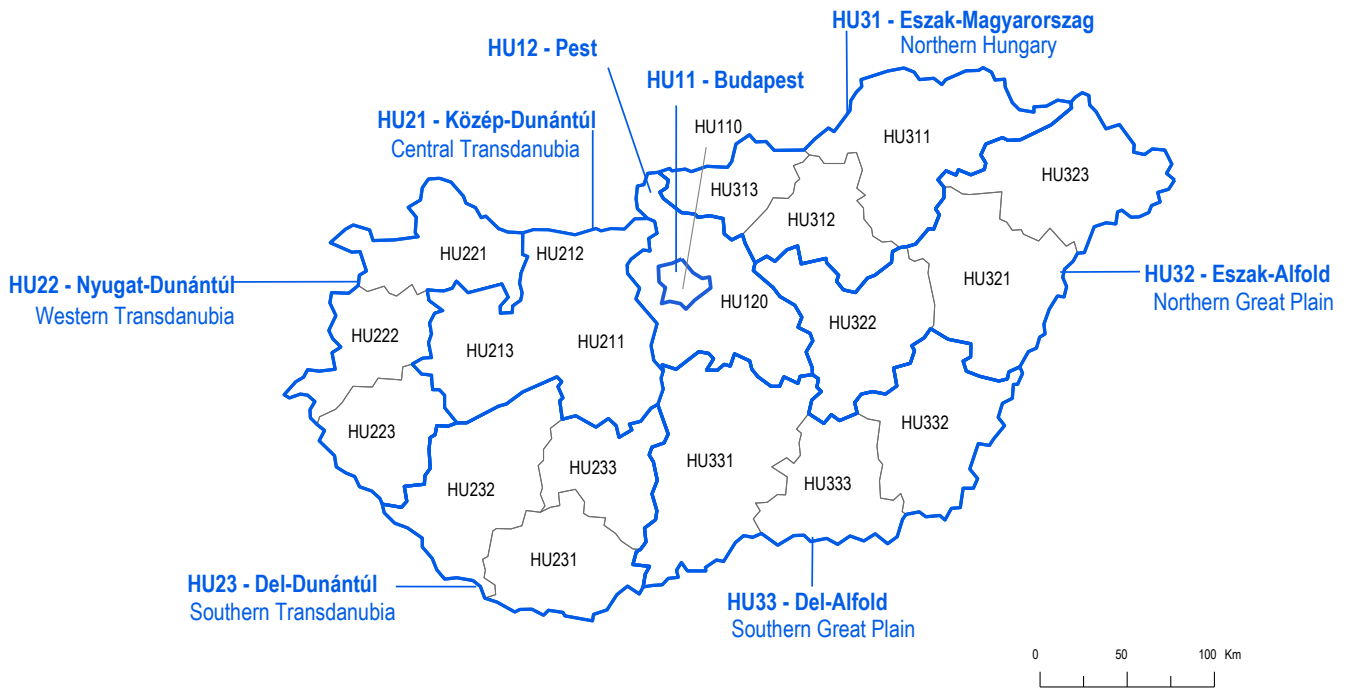 HU31 - Eszak-Magyarország
Northern Hungary
HU12 - Pest
HU11 - Budapest
HU21 - Közép-Dunántúl
Central Transdanubia
HU110
HU311
HU323
HU313
HU312
HU221
HU212
HU22 - Nyugat-Dunántúl
Western Transdanubia
HU321
HU32 - Eszak-Alfold
Northern Great Plain
HU120
HU322
HU222
HU213
HU211
HU223
HU332
HU331
HU233
HU232
HU333
HU231
HU23 - Del-Dunántúl
Southern Transdanubia
HU33 - Del-Alfold
Southern Great Plain
0 50 100 Km